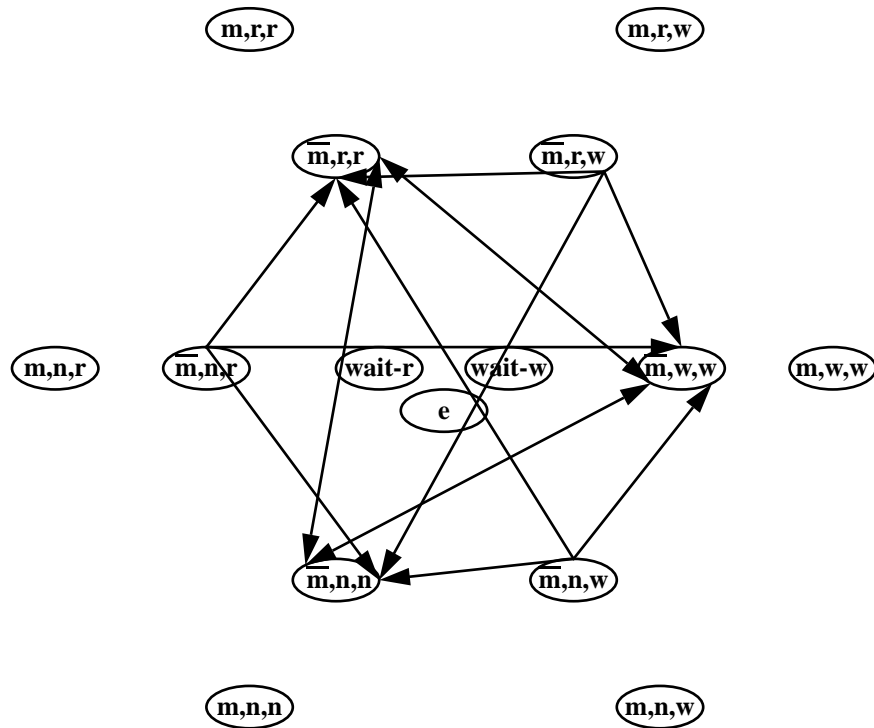 m,r,r
m,r,w
m̅,r,r
m̅,r,w
m,n,r
m̅,n,r
wait-r
wait-w
m̅,w,w
m,w,w
e
m̅,n,n
m̅,n,w
m,n,n
m,n,w